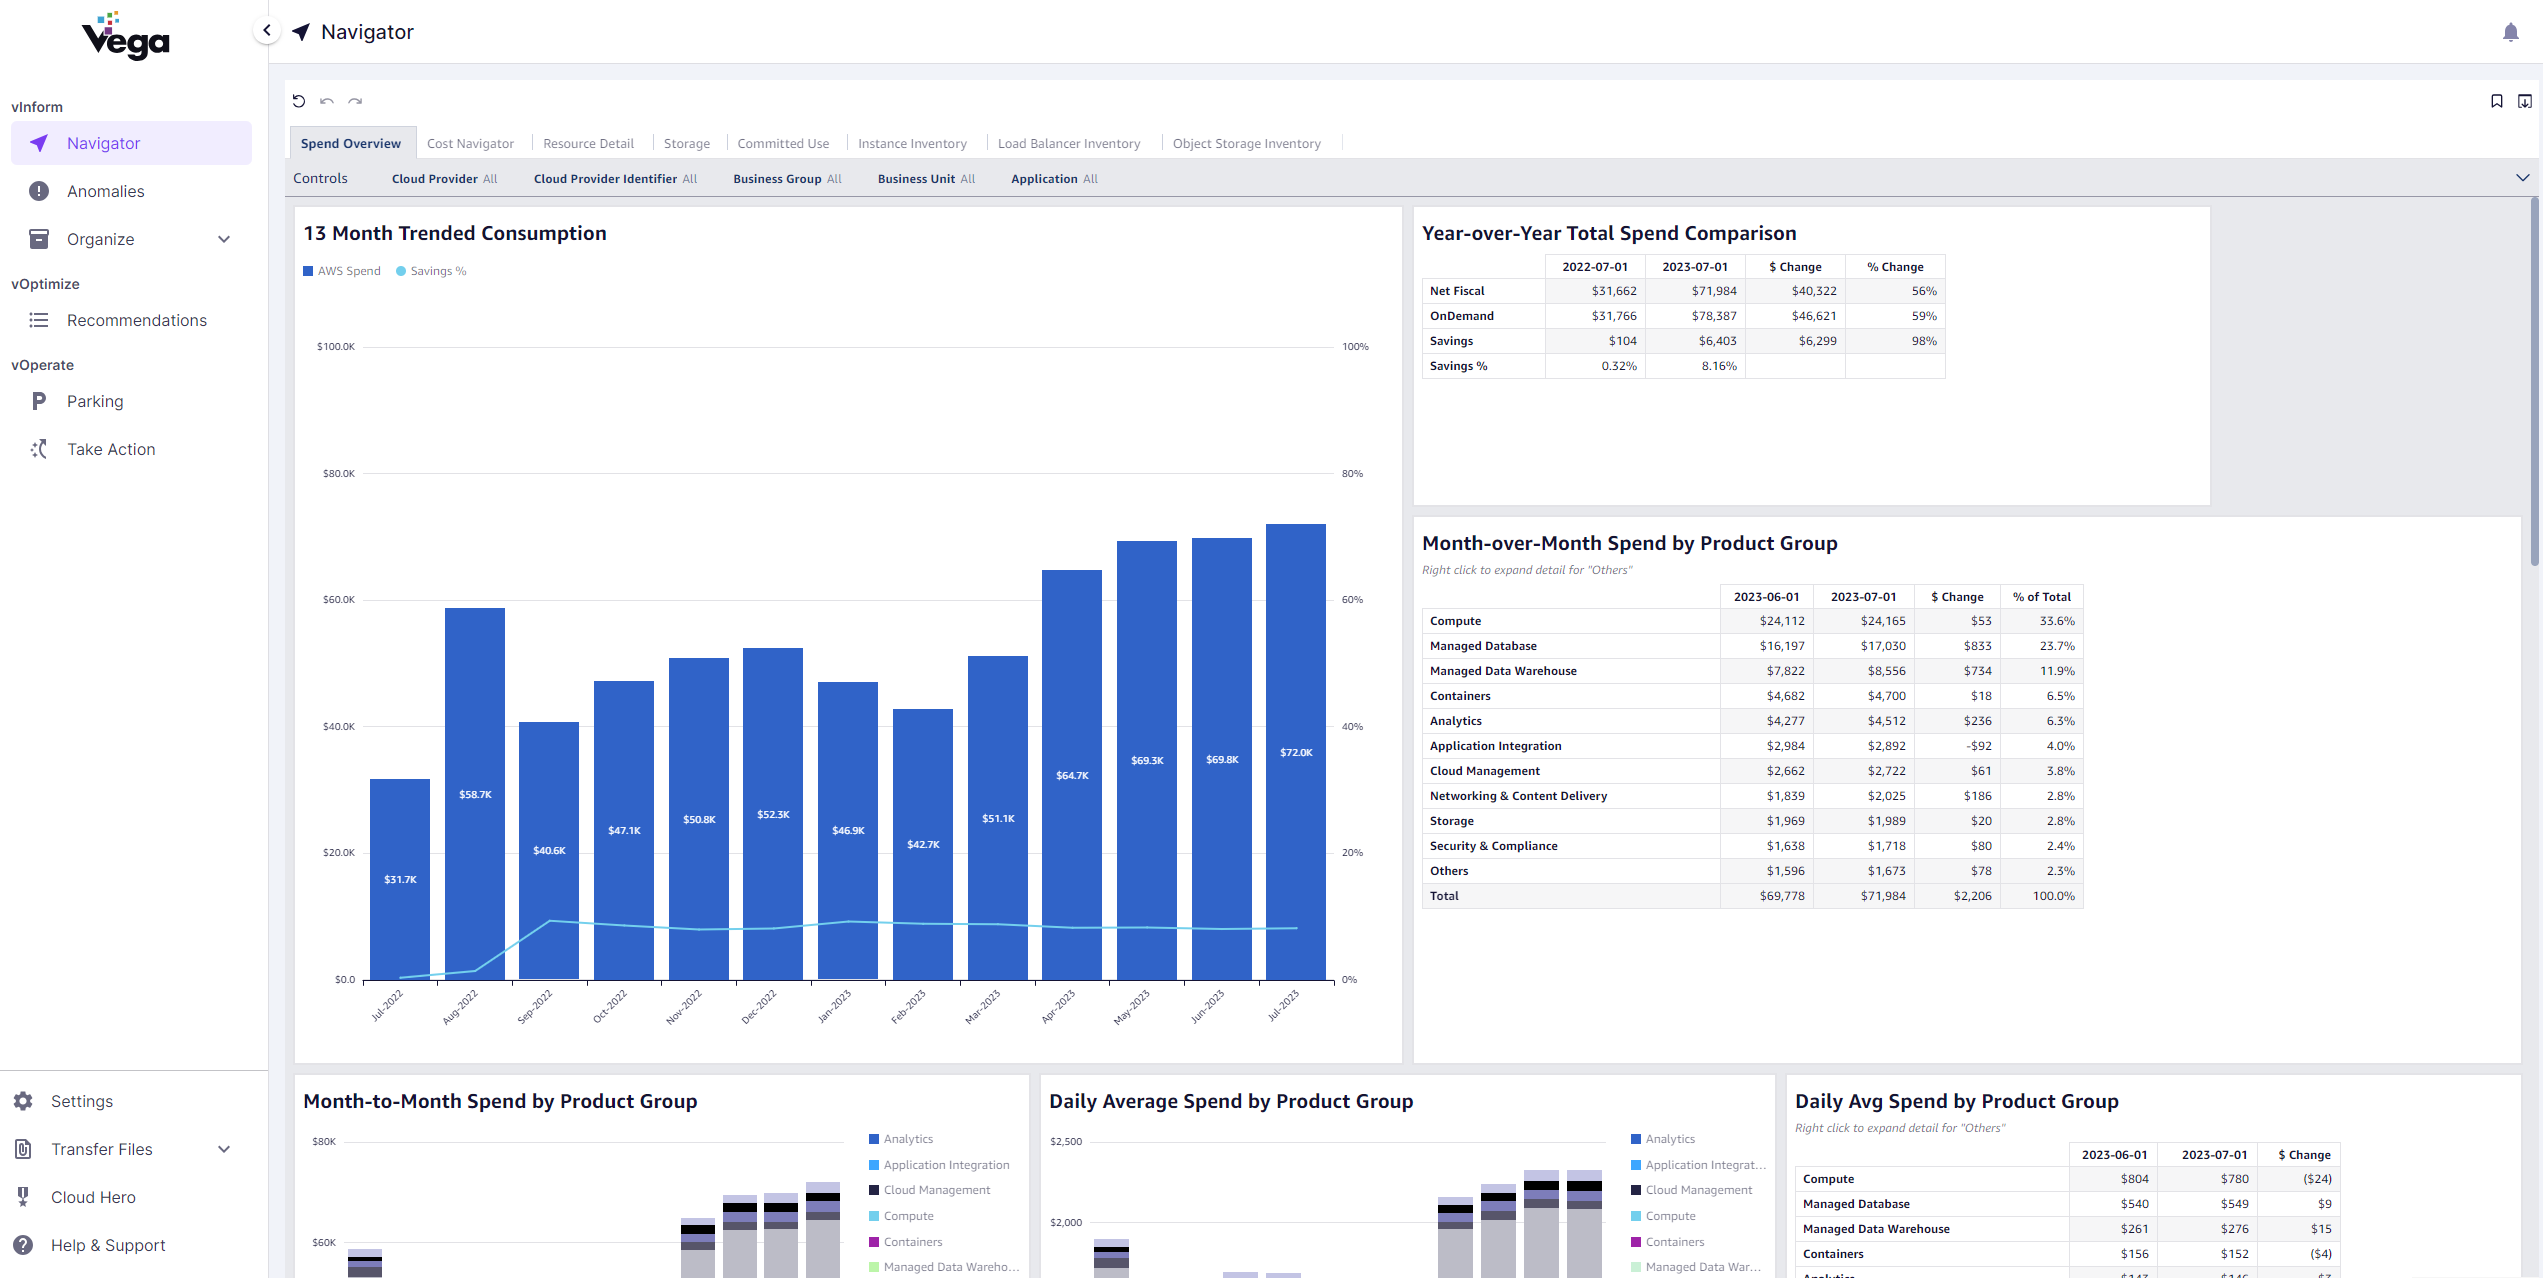 Vega
Navigator
vInform
Navigator
Anomalies
Organize
vOptimize
Recommendations
vOperate
Parking
Take Action
Settings
Transfer Files
Cloud Hero
Help & Support
Spend Overview Cost Navigator Resource Detail Storage Committed Use Instance Inventory Load Balancer Inventory Object Storage Inventory
Controls Cloud Provider All Cloud Provider Identifier All Business Group All Business Unit All Application All
13 Month Trended Consumption
AWS Spend Savings %
$100.0K 100%
$80.0K 80%
$60.0K 60%
$40.0K 40%
$20.0K 20%
$0.0 0%
$31.7K $58.7K $40.6K $47.1K $50.8K $52.3K $46.9K $42.7K $51.1K $64.7K $69.3K $69.8K $72.0K
Jul-2022 Aug-2022 Sep-2022 Oct-2022 Nov-2022 Dec-2022 Jan-2023 Feb-2023 Mar-2023 Apr-2023 May-2023 Jun-2023 Jul-2023
Year-over-Year Total Spend Comparison
2022-07-01 2023-07-01 $ Change % Change
Net Fiscal $31,662 $71,984 $40,322 56%
OnDemand $31,766 $78,387 $46,621 59%
Savings $104 $6,403 $6,299 98%
Savings % 0.32% 8.16%
Month-over-Month Spend by Product Group
Right click to expand detail for "Others"
2023-06-01 2023-07-01 $ Change % of Total
Compute $24,112 $24,165 $53 33.6%
Managed Database $16,197 $17,030 $833 23.7%
Managed Data Warehouse $7,822 $8,556 $734 11.9%
Containers $4,682 $4,700 $18 6.5%
Analytics $4,277 $4,512 $236 6.3%
Application Integration $2,984 $2,892 -$92 4.0%
Cloud Management $2,662 $2,722 $61 3.8%
Networking & Content Delivery $1,839 $2,025 $186 2.8%
Storage $1,969 $1,989 $20 2.8%
Security & Compliance $1,638 $1,718 $80 2.4%
Others $1,596 $1,673 $78 2.3%
Total $69,778 $71,984 $2,206 100.0%
Month-to-Month Spend by Product Group
$80K
$60K
Analytics
Application Integration
Cloud Management
Compute
Containers
Managed Data Wareho...
Daily Average Spend by Product Group
$2,500
$2,000
Analytics
Application Integrat...
Cloud Management
Compute
Containers
Managed Data War...
Daily Avg Spend by Product Group
Right click to expand detail for "Others"
2023-06-01 2023-07-01 $ Change
Compute $804 $780 ($24)
Managed Database $540 $549 $9
Managed Data Warehouse $261 $276 $15
Containers $156 $152 ($4)